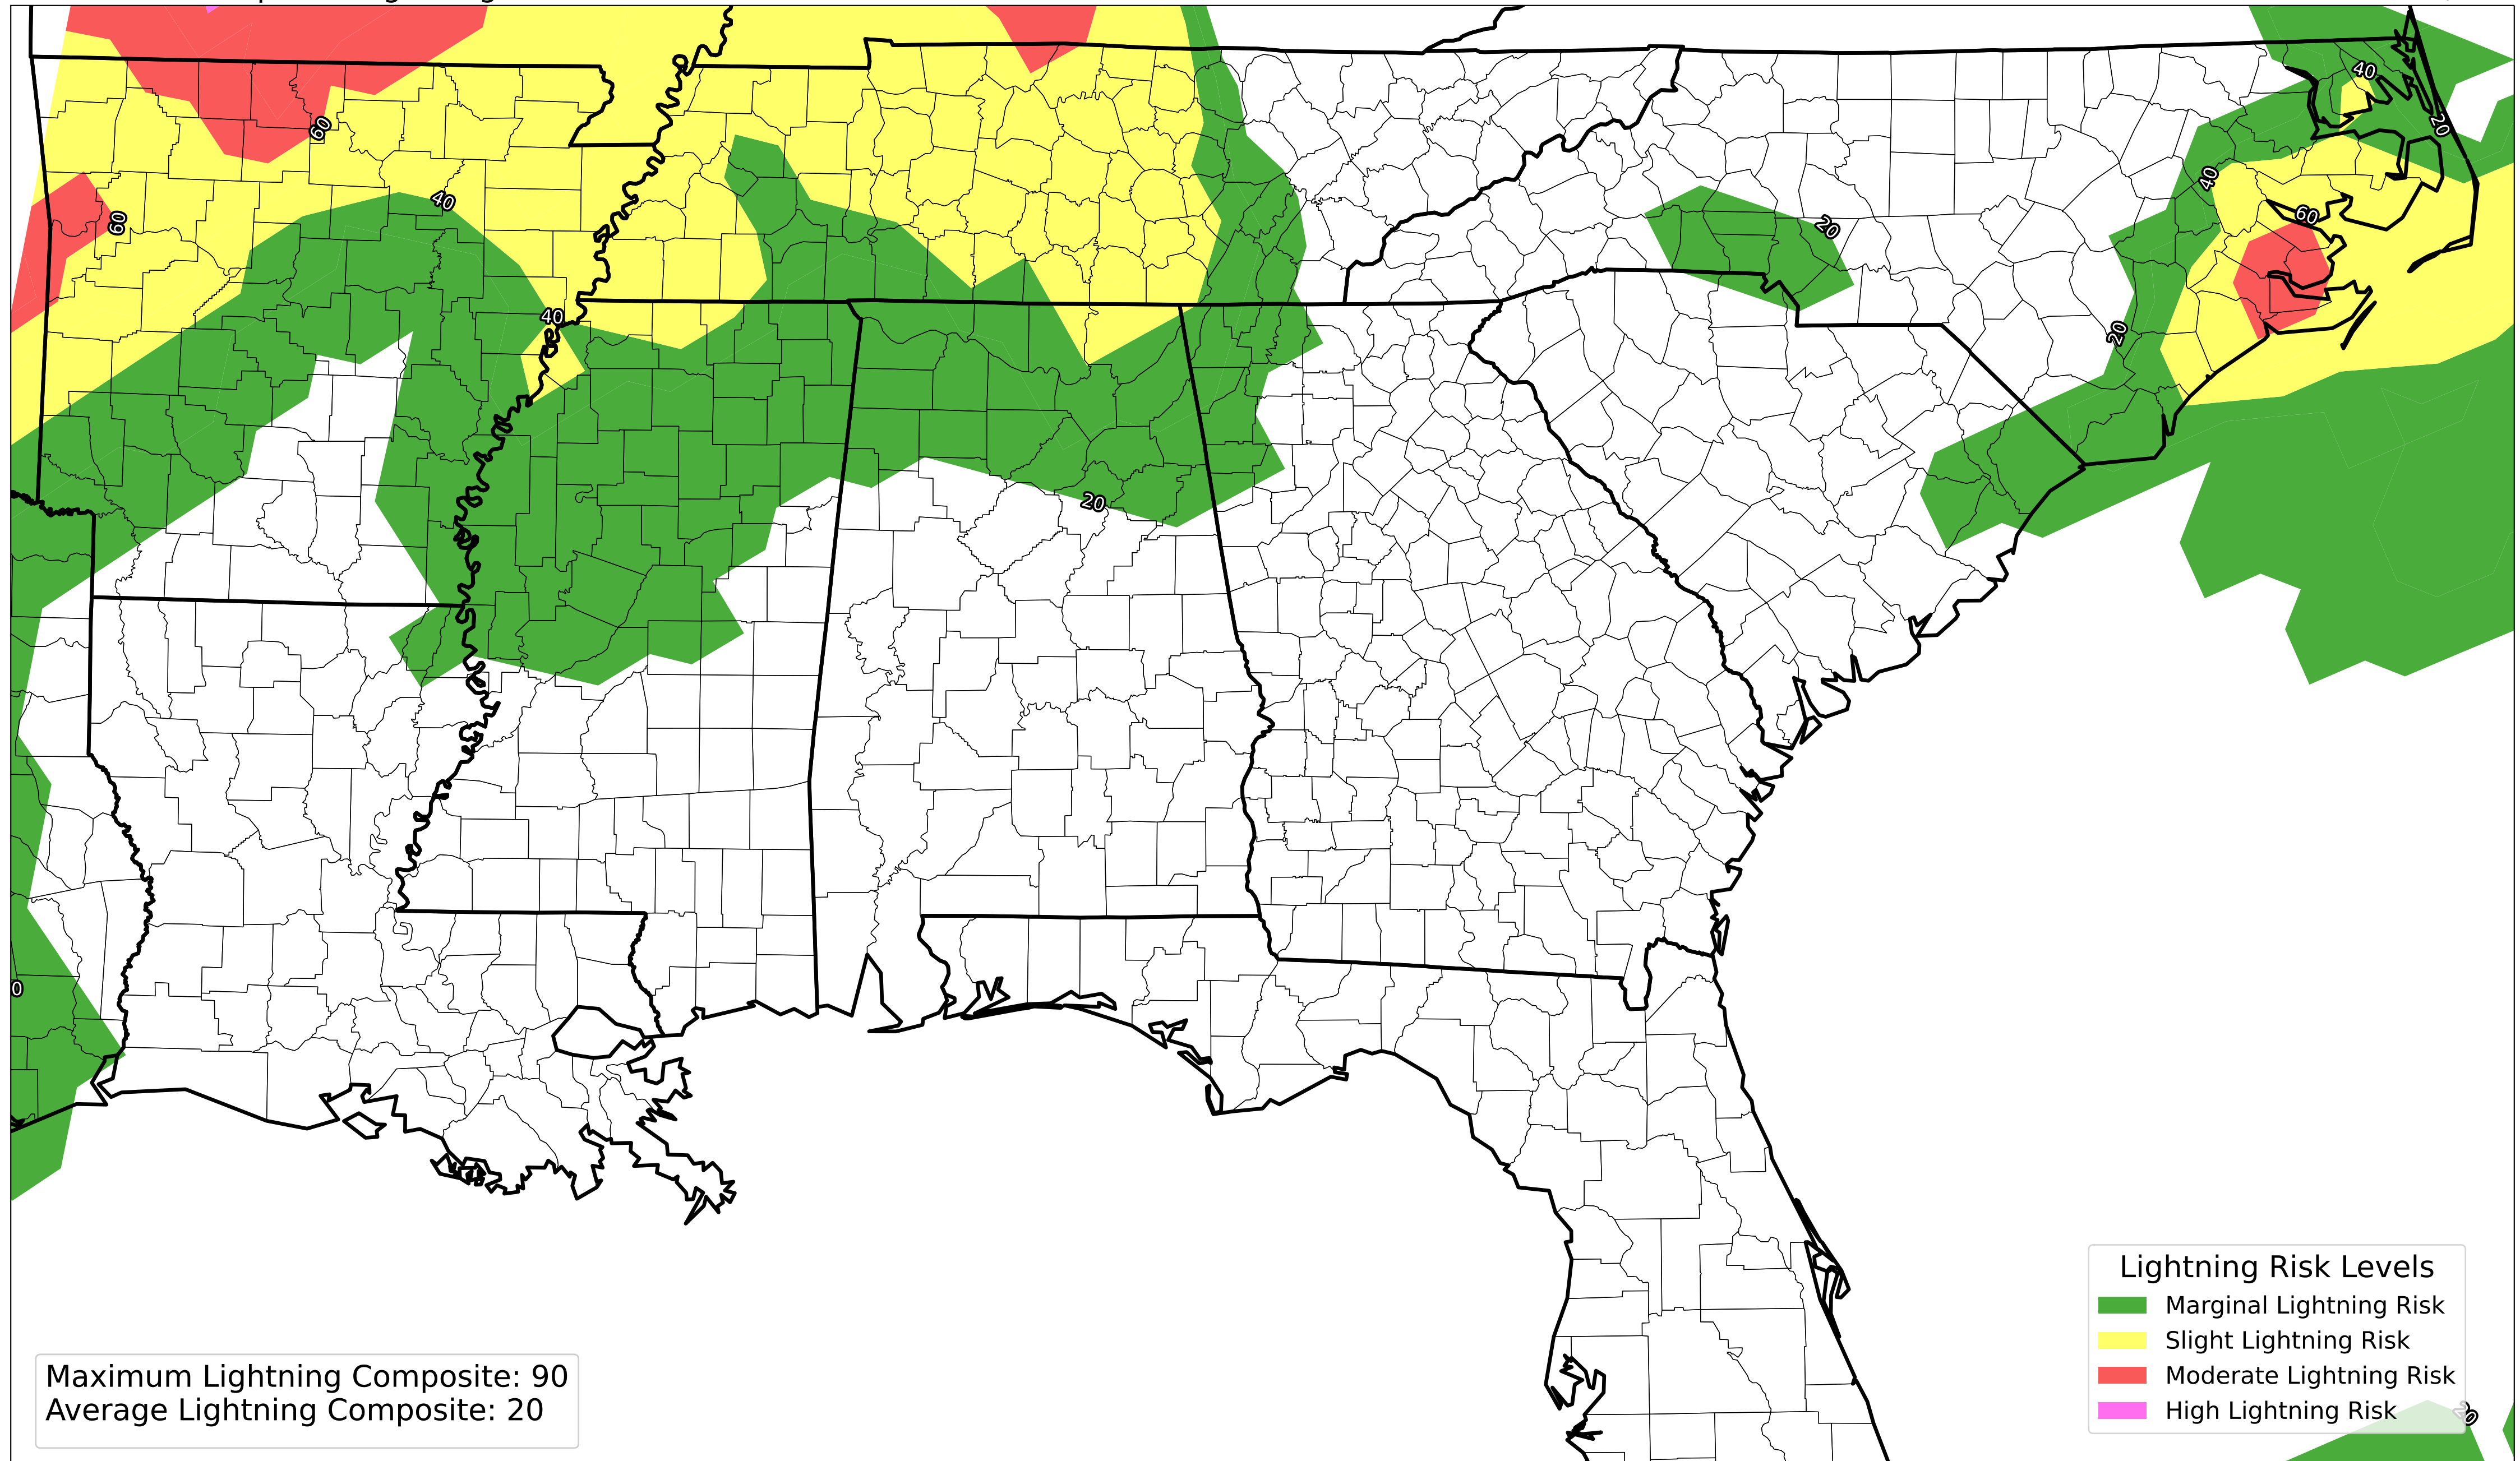 40
20
60
40
60
40
60
20
40
20
20
0
Lightning Risk Levels
Marginal Lightning Risk
Slight Lightning Risk
Moderate Lightning Risk
High Lightning Risk
20
Maximum Lightning Composite: 90
Average Lightning Composite: 20